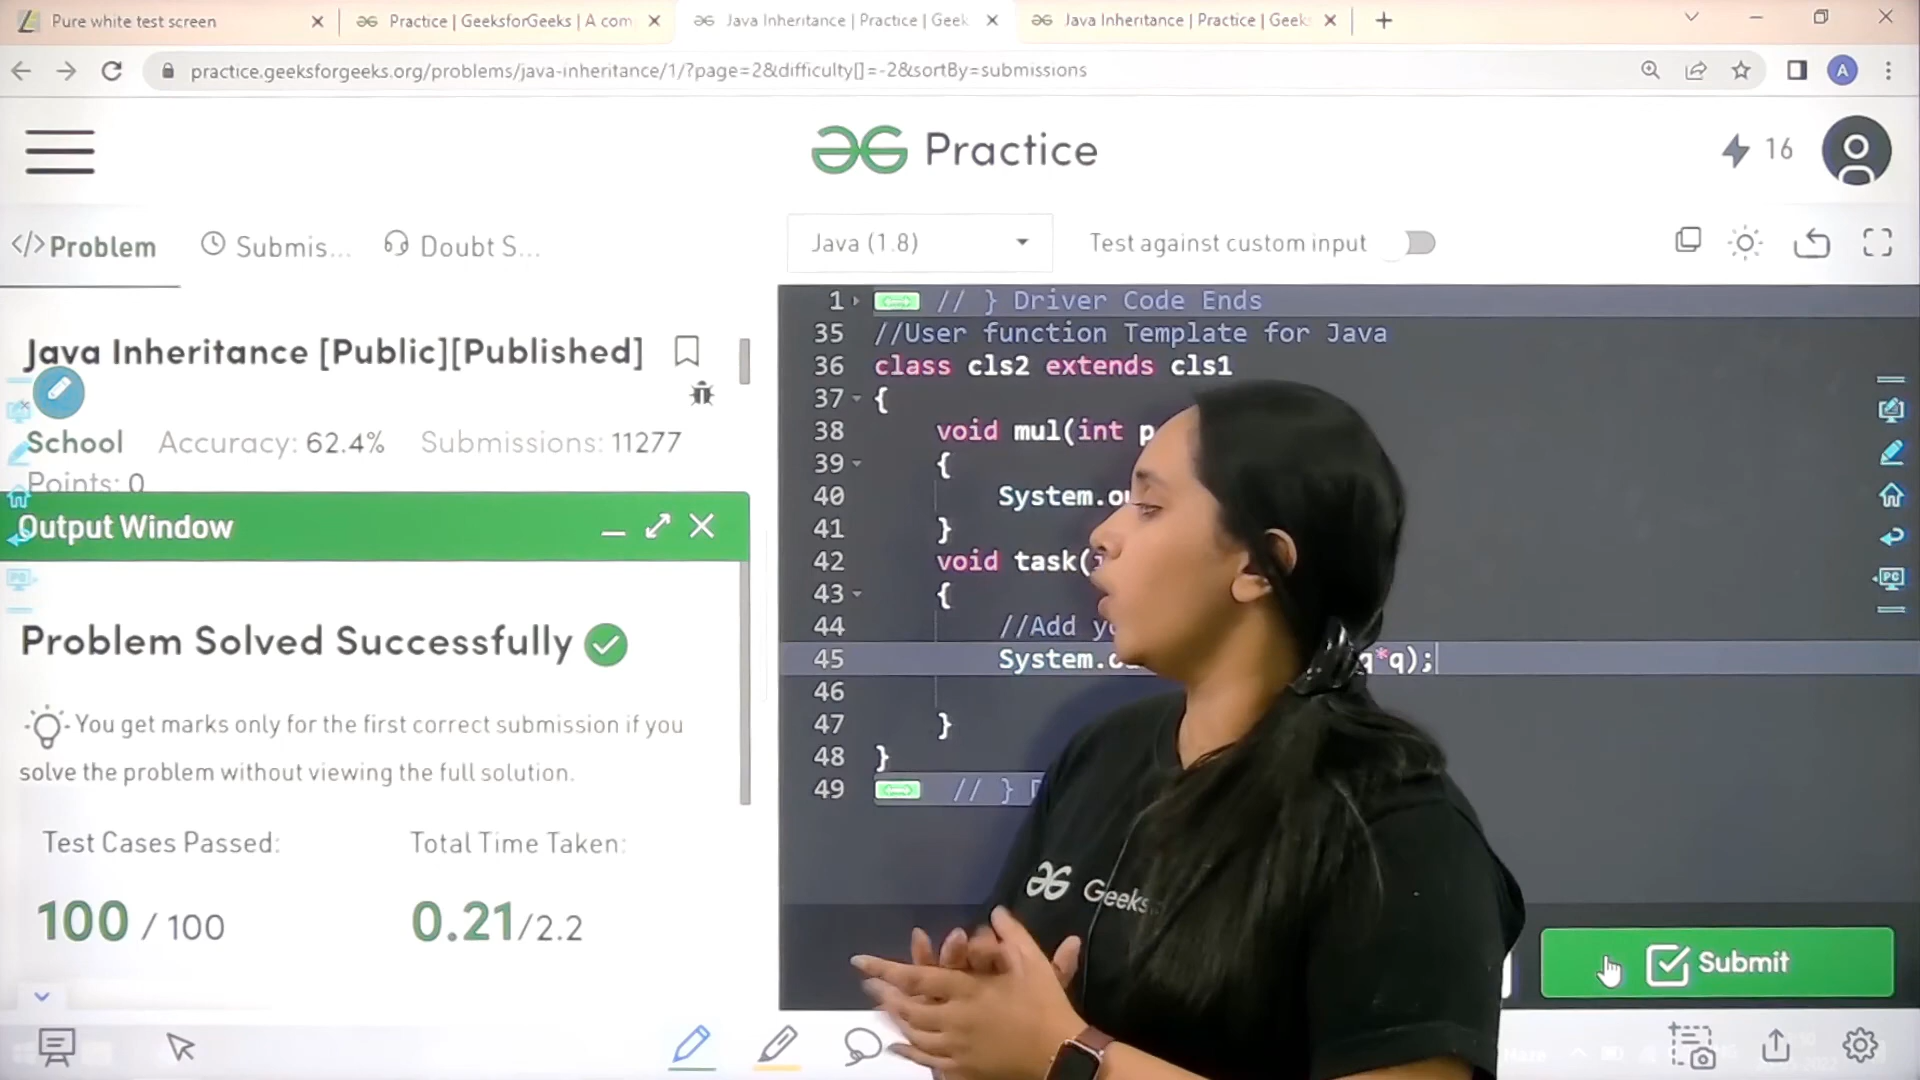 Pure white test screen
Practice | GeeksforGeeks | A com
Java Inheritance | Practice | Geek
Java Inheritance | Practice | Geek
practice.geeksforgeeks.org/problems/java-inheritance/1/?page=2&difficulty[]=-2&sortBy=submissions
A
Practice
16
</>Problem
Submis...
Doubt S...
Java (1.8)
Test against custom input
Java Inheritance [Public][Published]
School Accuracy: 62.4% Submissions: 11277
Points: 0
Output Window
Problem Solved Successfully
You get marks only for the first correct submission if you
solve the problem without viewing the full solution.
Test Cases Passed:
100 / 100
Total Time Taken:
0.21/2.2
1 // } Driver Code Ends
35 //User function Template for Java
36 class cls2 extends cls1
37 {
38 void mul(int p
39 {
40 System.ou
41 }
42 void task(
43 {
44 //Add
45 System.o q*q);
46
47 }
48 }
49 // }
PC
Geeks
Submit